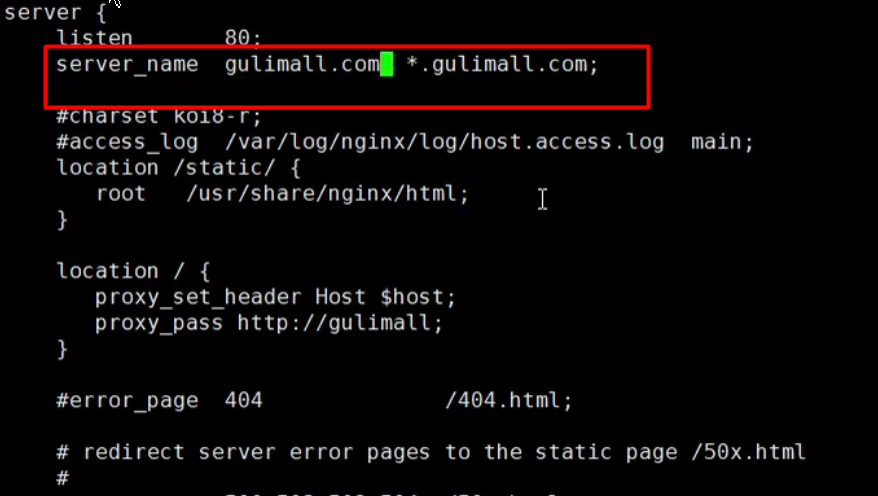 server {
listen 80;
server_name gulimall.com *.gulimall.com;
#charset koi8-r;
#access_log /var/log/nginx/log/host.access.log main;
location /static/ {
root /usr/share/nginx/html;
}
location / {
proxy_set_header Host $host;
proxy_pass http://gulimall;
}
#error_page 404 /404.html;
# redirect server error pages to the static page /50x.html
#